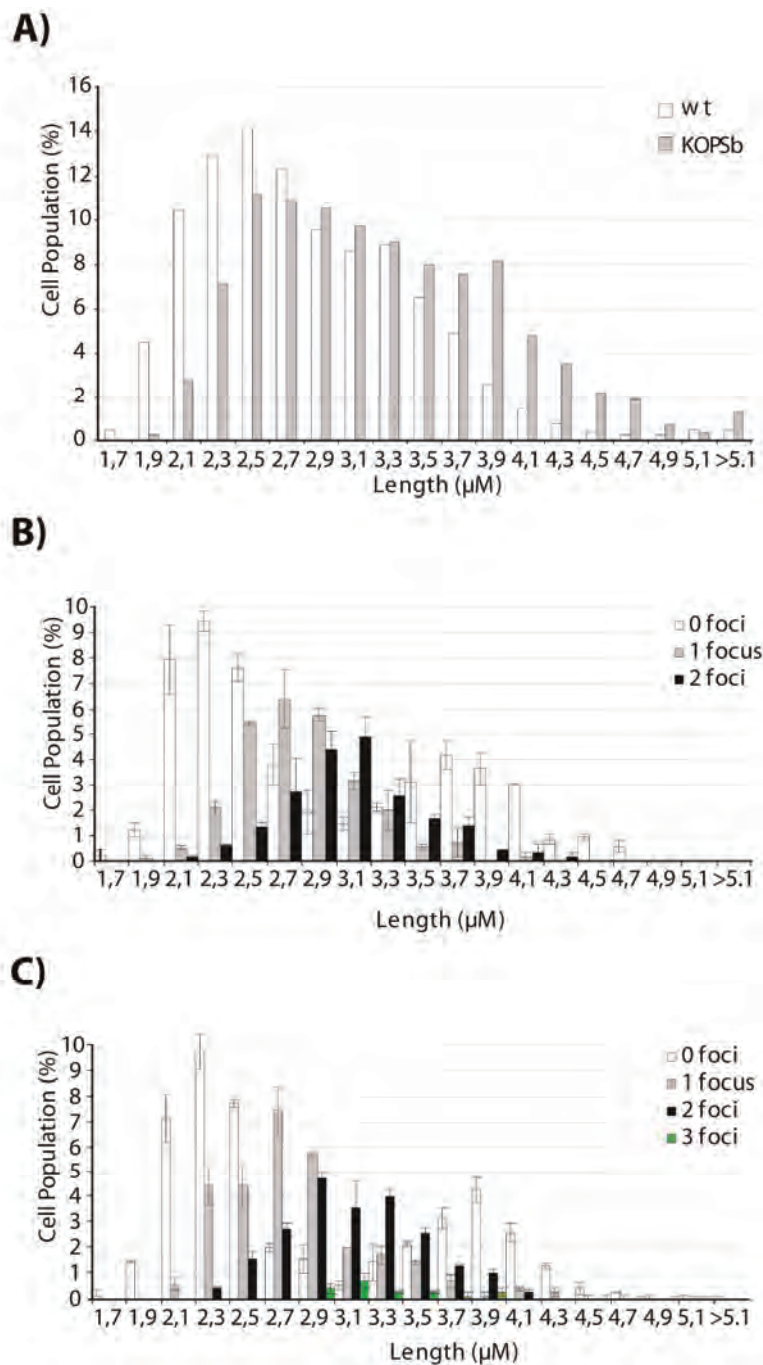 A)
Cell Population (%)
16
14
12
10
8
6
4
2
0
wt
KOPSb
1,7 1,9 2,1 2,3 2,5 2,7 2,9 3,1 3,3 3,5 3,7 3,9 4,1 4,3 4,5 4,7 4,9 5,1 >5.1
Length (µM)
B)
Cell Population (%)
10
9
8
7
6
5
4
3
2
1
0
0 foci
1 focus
2 foci
1,7 1,9 2,1 2,3 2,5 2,7 2,9 3,1 3,3 3,5 3,7 3,9 4,1 4,3 4,5 4,7 4,9 5,1 >5.1
Length (µM)
C)
Cell Population (%)
10
9
8
7
6
5
4
3
2
1
0
0 foci
1 focus
2 foci
3 foci
1,7 1,9 2,1 2,3 2,5 2,7 2,9 3,1 3,3 3,5 3,7 3,9 4,1 4,3 4,5 4,7 4,9 5,1 >5.1
Length (µM)